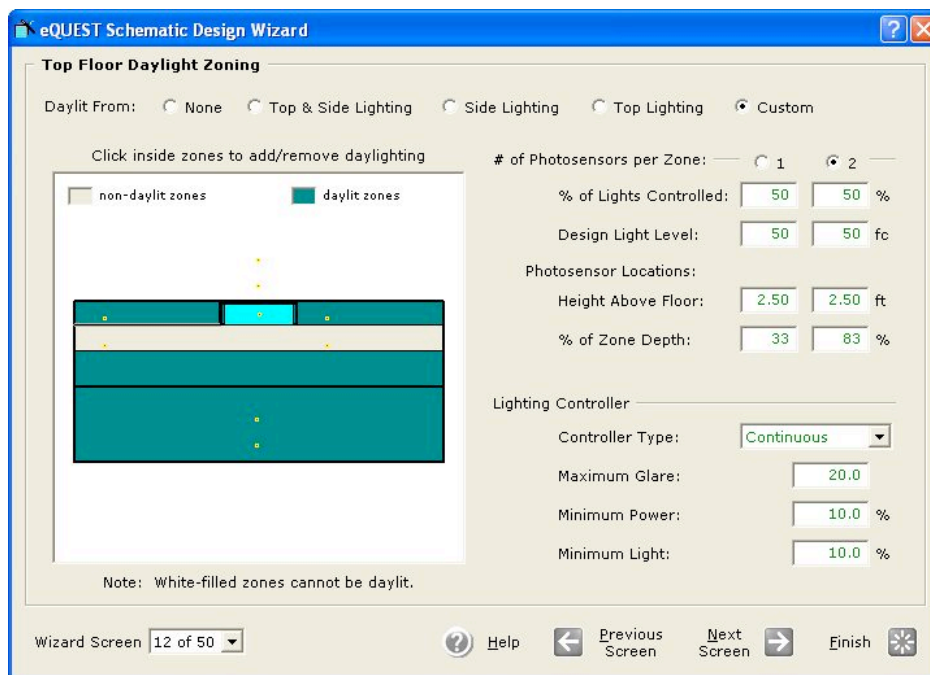 eQUEST Schematic Design Wizard
Top Floor Daylight Zoning
Daylit From: None Top & Side Lighting Side Lighting Top Lighting Custom
Click inside zones to add/remove daylighting
non-daylit zones daylit zones
Note: White-filled zones cannot be daylit.
# of Photosensors per Zone: 1 2
% of Lights Controlled: 50 50 %
Design Light Level: 50 50 fc
Photosensor Locations:
Height Above Floor: 2.50 2.50 ft
% of Zone Depth: 33 83 %
Lighting Controller
Controller Type: Continuous
Maximum Glare: 20.0
Minimum Power: 10.0 %
Minimum Light: 10.0 %
Wizard Screen 12 of 50
? Help
Previous Screen
Next Screen
Finish